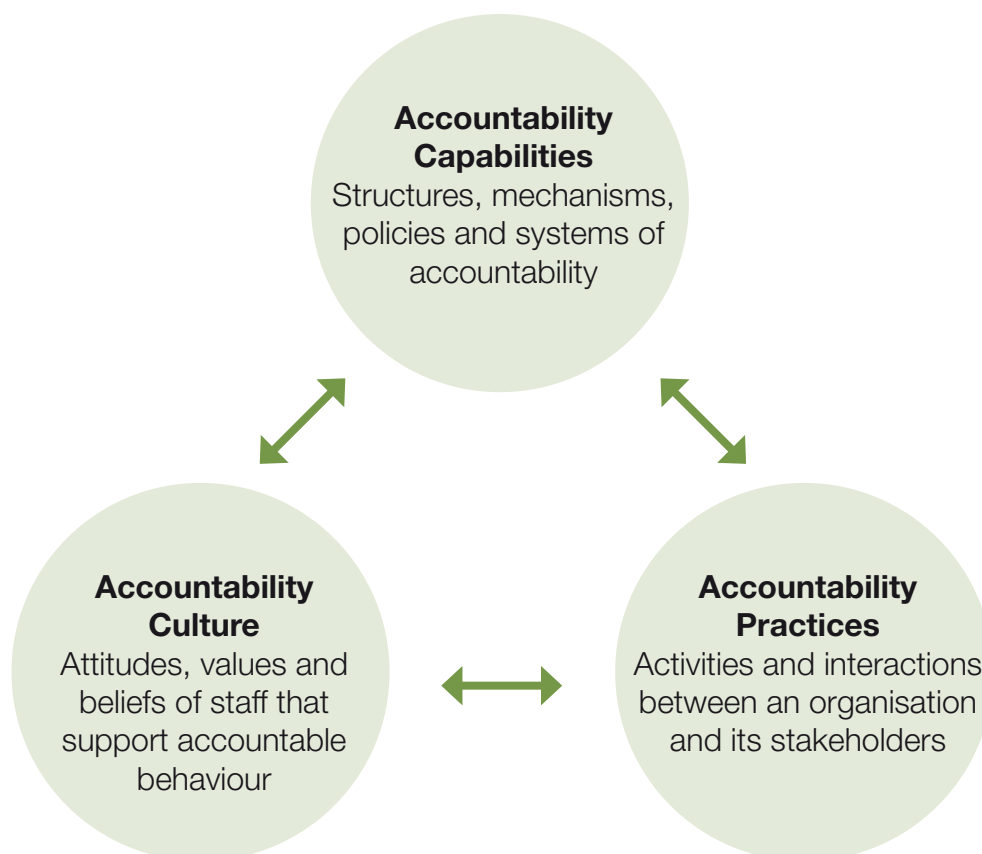 Accountability
Capabilities
Structures, mechanisms,
policies and systems of
accountability
Accountability
Culture
Attitudes, values and
beliefs of staff that
support accountable
behaviour
Accountability
Practices
Activities and interactions
between an organisation
and its stakeholders